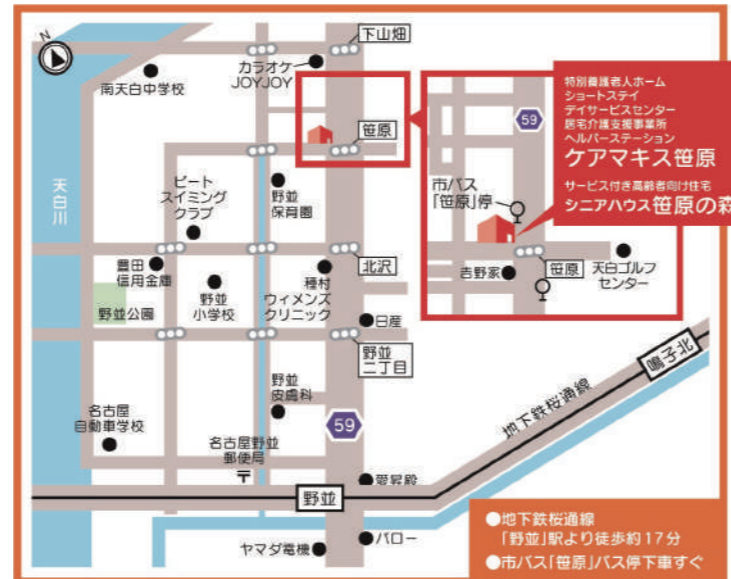 N
下山畑
カラオケ
JOYJOY
南天白中学校
笹原
天白川
ビート
スイミング
クラブ
野並
保育園
豊田
信用金庫
野並公園
野並
小学校
北沢
種村
ウィメンズ
クリニック
日産
野並
二丁目
野並
皮膚科
名古屋
自動車学校
名古屋野並
郵便局
〒
59
愛昇殿
野並
ヤマダ電機
バロー
地下鉄桜通線
鳴子北
59
市バス
「笹原」停
吉野家
笹原
天白ゴルフ
センター
特別養護老人ホーム
ショートステイ
デイサービスセンター
居宅介護支援事業所
ヘルパーステーション
ケアマキス笹原
サービス付き高齢者向け住宅
シニアハウス笹原の森
●地下鉄桜通線
「野並」駅より徒歩約17分
●市バス「笹原」バス停下車すぐ